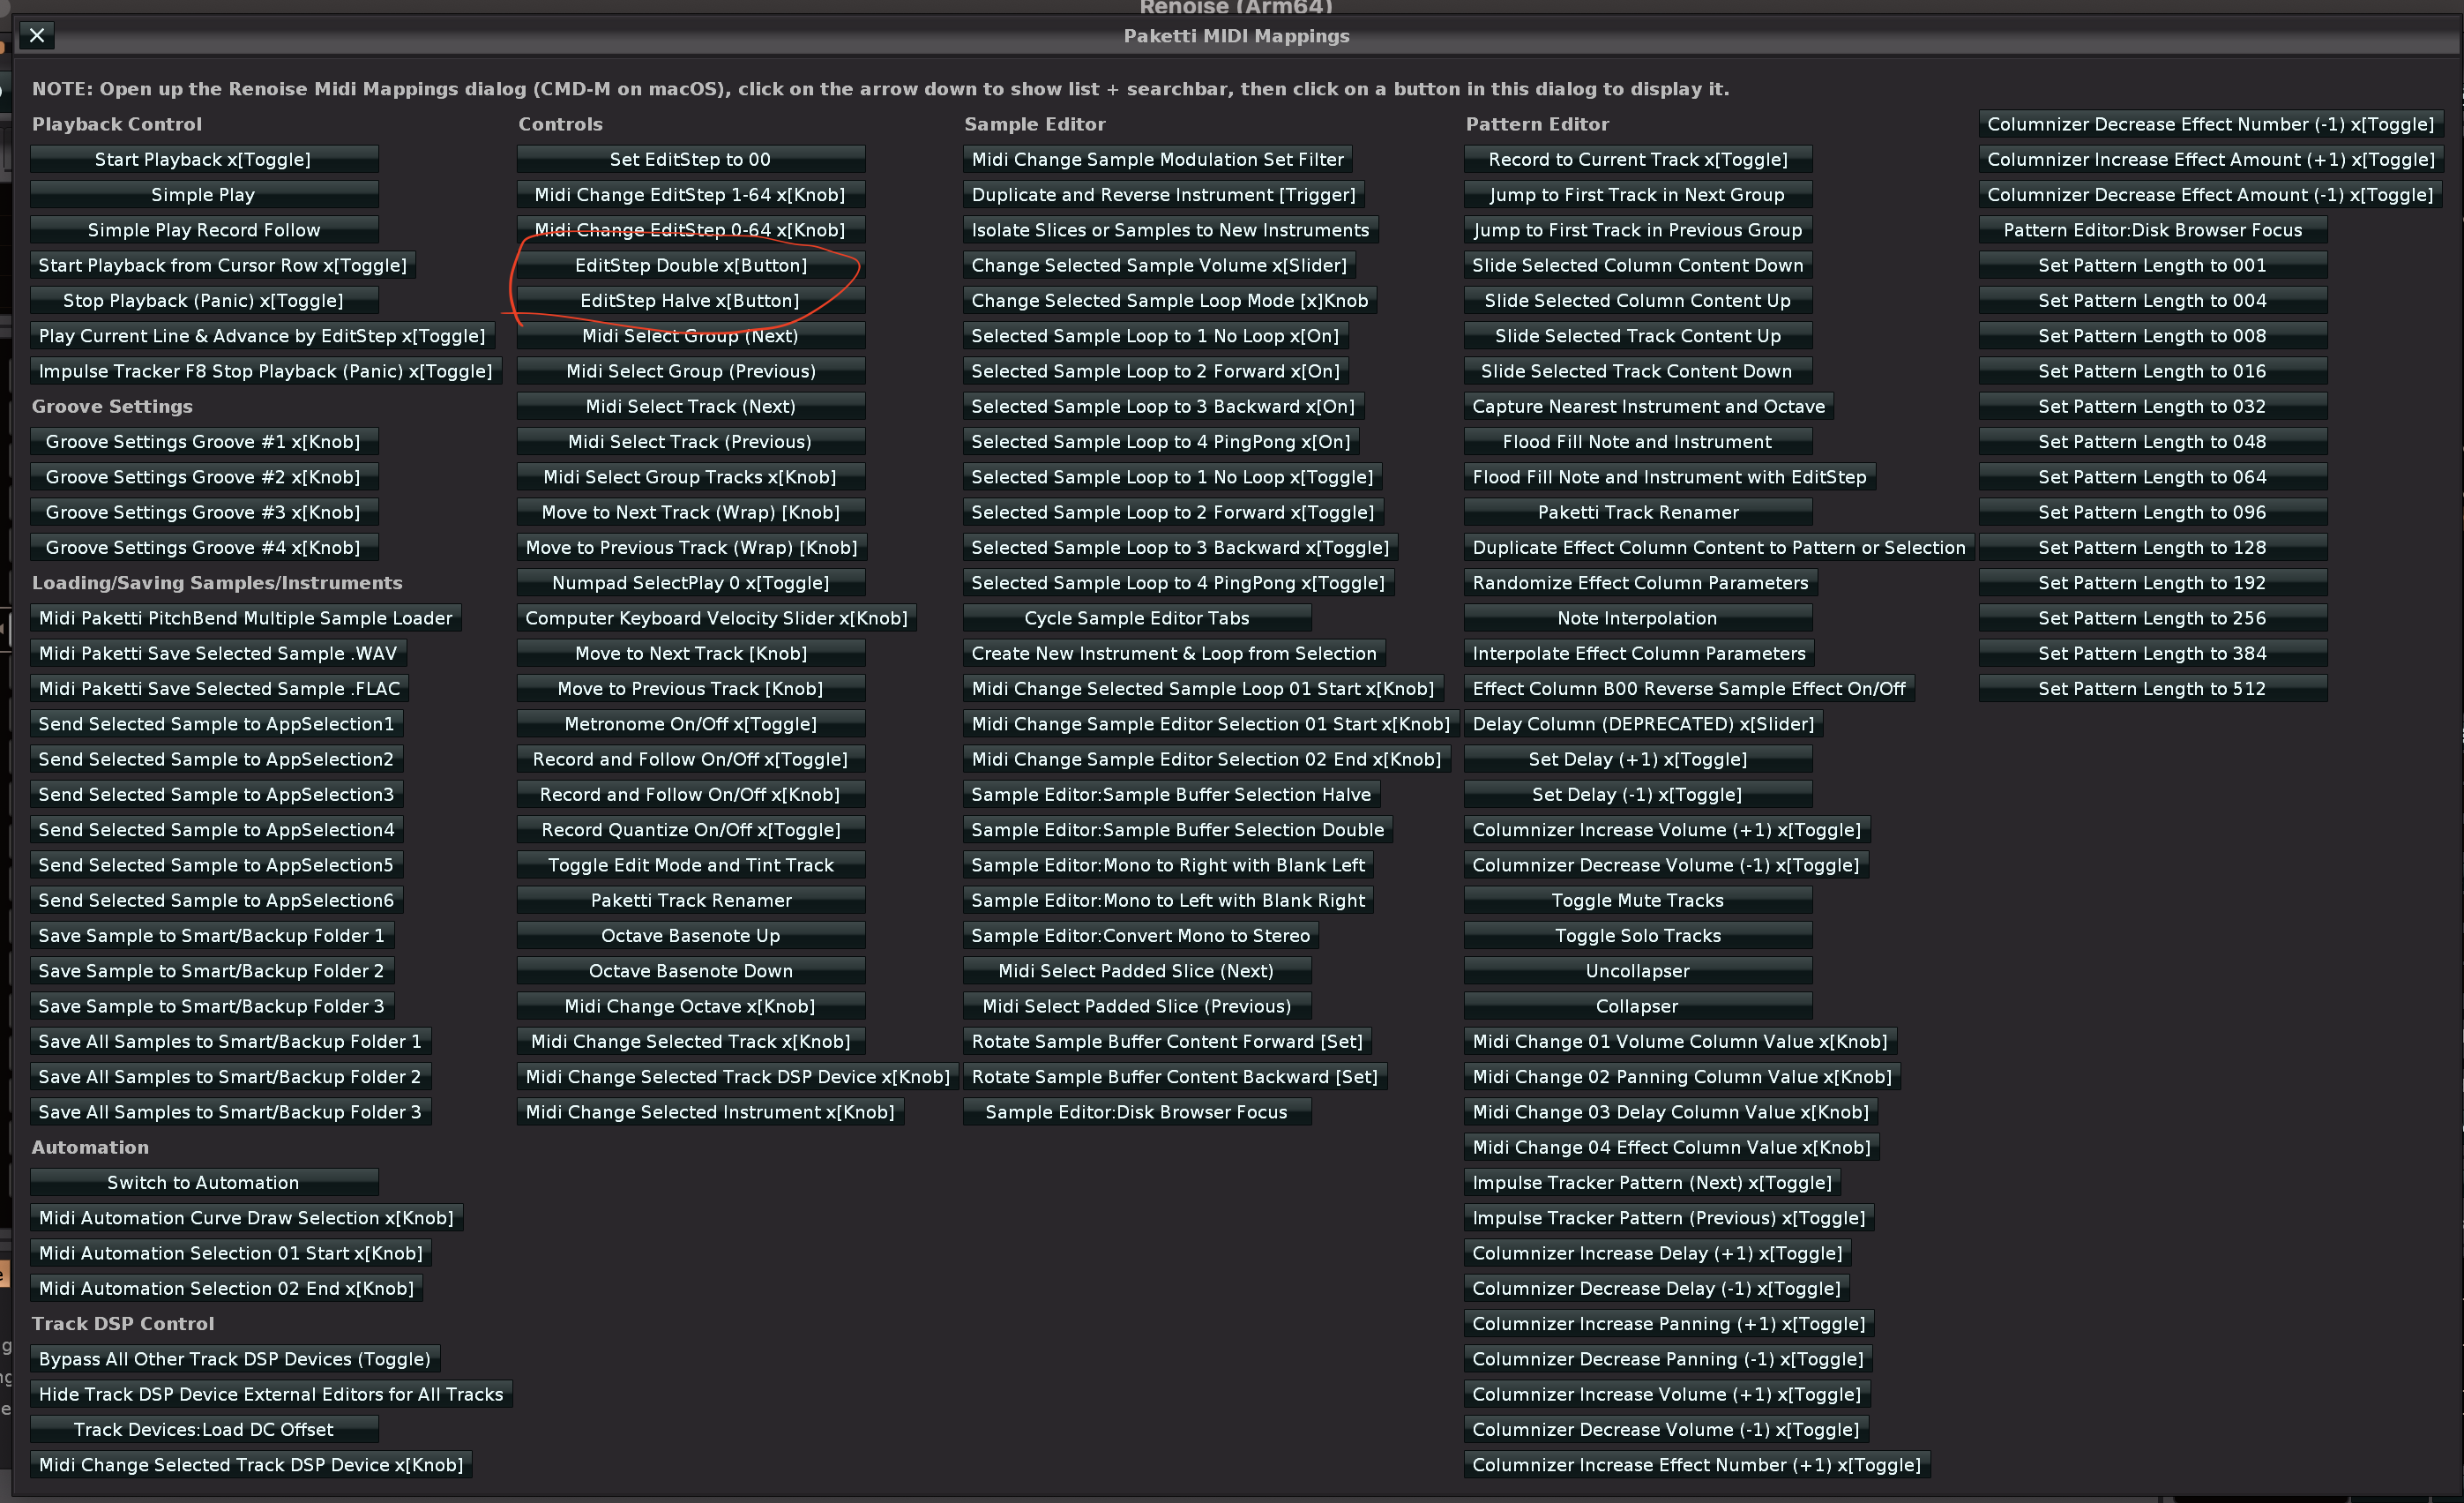 Renoise (Arm64)
Paketti MIDI Mappings
NOTE: Open up the Renoise Midi Mappings dialog (CMD-M on macOS), click on the arrow down to show list + searchbar, then click on a button in this dialog to display it.
Playback Control
Start Playback x[Toggle]
Simple Play
Simple Play Record Follow
Start Playback from Cursor Row x[Toggle]
Stop Playback (Panic) x[Toggle]
Play Current Line & Advance by EditStep x[Toggle]
Impulse Tracker F8 Stop Playback (Panic) x[Toggle]
Groove Settings
Groove Settings Groove #1 x[Knob]
Groove Settings Groove #2 x[Knob]
Groove Settings Groove #3 x[Knob]
Groove Settings Groove #4 x[Knob]
Loading/Saving Samples/Instruments
Midi Paketti PitchBend Multiple Sample Loader
Midi Paketti Save Selected Sample .WAV
Midi Paketti Save Selected Sample .FLAC
Send Selected Sample to AppSelection1
Send Selected Sample to AppSelection2
Send Selected Sample to AppSelection3
Send Selected Sample to AppSelection4
Send Selected Sample to AppSelection5
Send Selected Sample to AppSelection6
Save Sample to Smart/Backup Folder 1
Save Sample to Smart/Backup Folder 2
Save Sample to Smart/Backup Folder 3
Save All Samples to Smart/Backup Folder 1
Save All Samples to Smart/Backup Folder 2
Save All Samples to Smart/Backup Folder 3
Automation
Switch to Automation
Midi Automation Curve Draw Selection x[Knob]
Midi Automation Selection 01 Start x[Knob]
Midi Automation Selection 02 End x[Knob]
Track DSP Control
Bypass All Other Track DSP Devices (Toggle)
Hide Track DSP Device External Editors for All Tracks
Track Devices:Load DC Offset
Midi Change Selected Track DSP Device x[Knob]
Controls
Set EditStep to 00
Midi Change EditStep 1-64 x[Knob]
Midi Change EditStep 0-64 x[Knob]
EditStep Double x[Button]
EditStep Halve x[Button]
Midi Select Group (Next)
Midi Select Group (Previous)
Midi Select Track (Next)
Midi Select Track (Previous)
Midi Select Group Tracks x[Knob]
Move to Next Track (Wrap) [Knob]
Move to Previous Track (Wrap) [Knob]
Numpad SelectPlay 0 x[Toggle]
Computer Keyboard Velocity Slider x[Knob]
Move to Next Track [Knob]
Move to Previous Track [Knob]
Metronome On/Off x[Toggle]
Record and Follow On/Off x[Toggle]
Record and Follow On/Off x[Knob]
Record Quantize On/Off x[Toggle]
Toggle Edit Mode and Tint Track
Paketti Track Renamer
Octave Basenote Up
Octave Basenote Down
Midi Change Octave x[Knob]
Midi Change Selected Track x[Knob]
Midi Change Selected Track DSP Device x[Knob]
Midi Change Selected Instrument x[Knob]
Sample Editor
Midi Change Sample Modulation Set Filter
Duplicate and Reverse Instrument [Trigger]
Isolate Slices or Samples to New Instruments
Change Selected Sample Volume x[Slider]
Change Selected Sample Loop Mode [x]Knob
Selected Sample Loop to 1 No Loop x[On]
Selected Sample Loop to 2 Forward x[On]
Selected Sample Loop to 3 Backward x[On]
Selected Sample Loop to 4 PingPong x[On]
Selected Sample Loop to 1 No Loop x[Toggle]
Selected Sample Loop to 2 Forward x[Toggle]
Selected Sample Loop to 3 Backward x[Toggle]
Selected Sample Loop to 4 PingPong x[Toggle]
Cycle Sample Editor Tabs
Create New Instrument & Loop from Selection
Midi Change Selected Sample Loop 01 Start x[Knob]
Midi Change Sample Editor Selection 01 Start x[Knob]
Midi Change Sample Editor Selection 02 End x[Knob]
Sample Editor:Sample Buffer Selection Halve
Sample Editor:Sample Buffer Selection Double
Sample Editor:Mono to Right with Blank Left
Sample Editor:Mono to Left with Blank Right
Sample Editor:Convert Mono to Stereo
Midi Select Padded Slice (Next)
Midi Select Padded Slice (Previous)
Rotate Sample Buffer Content Forward [Set]
Rotate Sample Buffer Content Backward [Set]
Sample Editor:Disk Browser Focus
Pattern Editor
Record to Current Track x[Toggle]
Jump to First Track in Next Group
Jump to First Track in Previous Group
Slide Selected Column Content Down
Slide Selected Column Content Up
Slide Selected Track Content Up
Slide Selected Track Content Down
Capture Nearest Instrument and Octave
Flood Fill Note and Instrument
Flood Fill Note and Instrument with EditStep
Paketti Track Renamer
Duplicate Effect Column Content to Pattern or Selection
Randomize Effect Column Parameters
Note Interpolation
Interpolate Effect Column Parameters
Effect Column B00 Reverse Sample Effect On/Off
Delay Column (DEPRECATED) x[Slider]
Set Delay (+1) x[Toggle]
Set Delay (-1) x[Toggle]
Columnizer Increase Volume (+1) x[Toggle]
Columnizer Decrease Volume (-1) x[Toggle]
Toggle Mute Tracks
Toggle Solo Tracks
Uncollapser
Collapser
Midi Change 01 Volume Column Value x[Knob]
Midi Change 02 Panning Column Value x[Knob]
Midi Change 03 Delay Column Value x[Knob]
Midi Change 04 Effect Column Value x[Knob]
Impulse Tracker Pattern (Next) x[Toggle]
Impulse Tracker Pattern (Previous) x[Toggle]
Columnizer Increase Delay (+1) x[Toggle]
Columnizer Decrease Delay (-1) x[Toggle]
Columnizer Increase Panning (+1) x[Toggle]
Columnizer Decrease Panning (-1) x[Toggle]
Columnizer Increase Volume (+1) x[Toggle]
Columnizer Decrease Volume (-1) x[Toggle]
Columnizer Increase Effect Number (+1) x[Toggle]
Columnizer Decrease Effect Number (-1) x[Toggle]
Columnizer Increase Effect Amount (+1) x[Toggle]
Columnizer Decrease Effect Amount (-1) x[Toggle]
Pattern Editor:Disk Browser Focus
Set Pattern Length to 001
Set Pattern Length to 004
Set Pattern Length to 008
Set Pattern Length to 016
Set Pattern Length to 032
Set Pattern Length to 048
Set Pattern Length to 064
Set Pattern Length to 096
Set Pattern Length to 128
Set Pattern Length to 192
Set Pattern Length to 256
Set Pattern Length to 384
Set Pattern Length to 512